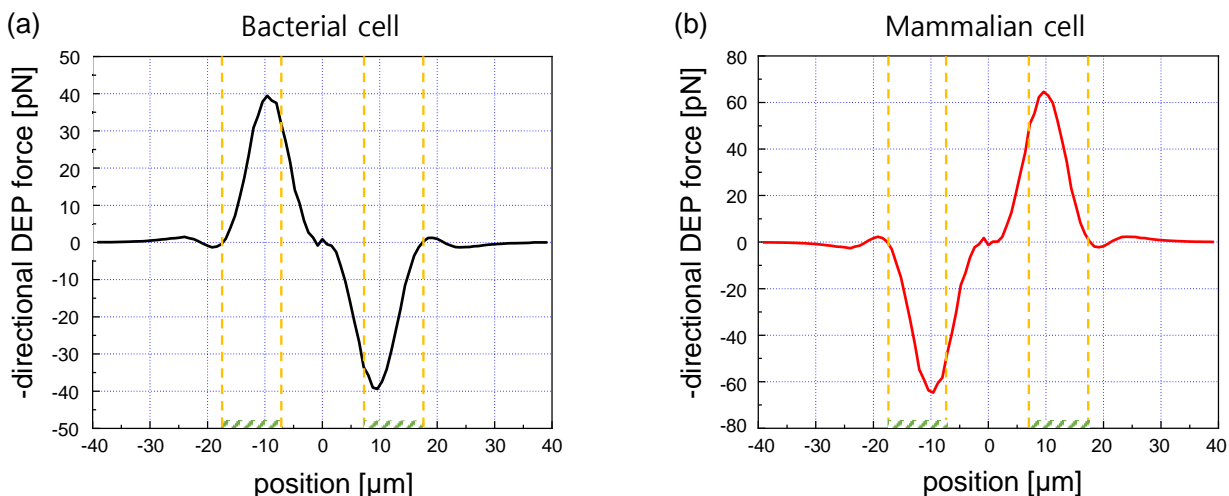 (a)
Bacterial cell
-directional DEP force [pN]
50
40
30
20
10
0
-10
-20
-30
-40
-50
-40 -30 -20 -10 0 10 20 30 40
position [µm]
(b)
Mammalian cell
-directional DEP force [pN]
80
60
40
20
0
-20
-40
-60
-80
-40 -30 -20 -10 0 10 20 30 40
position [µm]